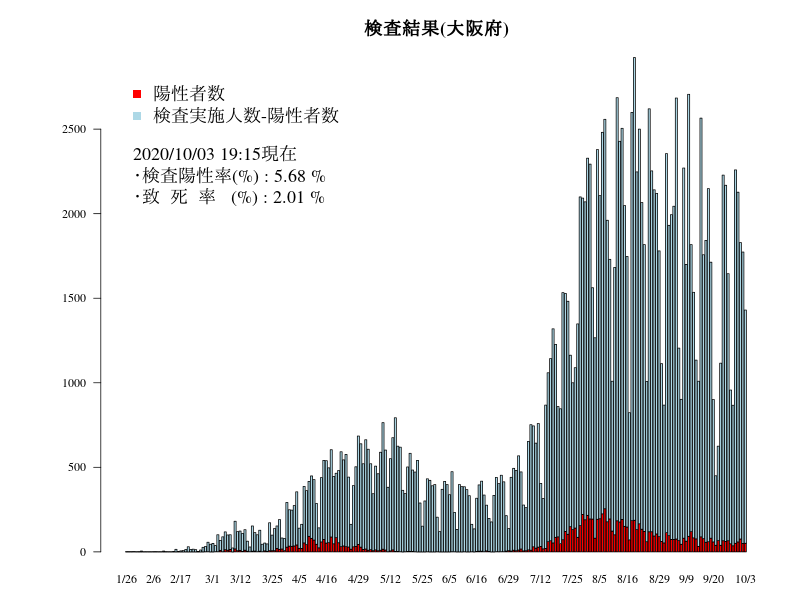 検査結果(大阪府)
陽性者数
検査実施人数-陽性者数
2020/10/03 19:15現在
・検査陽性率(%) : 5.68 %
・致 死 率 (%) : 2.01 %
2500
2000
1500
1000
500
0
1/26 2/6 2/17 3/1 3/12 3/25 4/5 4/16 4/29 5/12 5/25 6/5 6/16 6/29 7/12 7/25 8/5 8/16 8/29 9/9 9/20 10/3